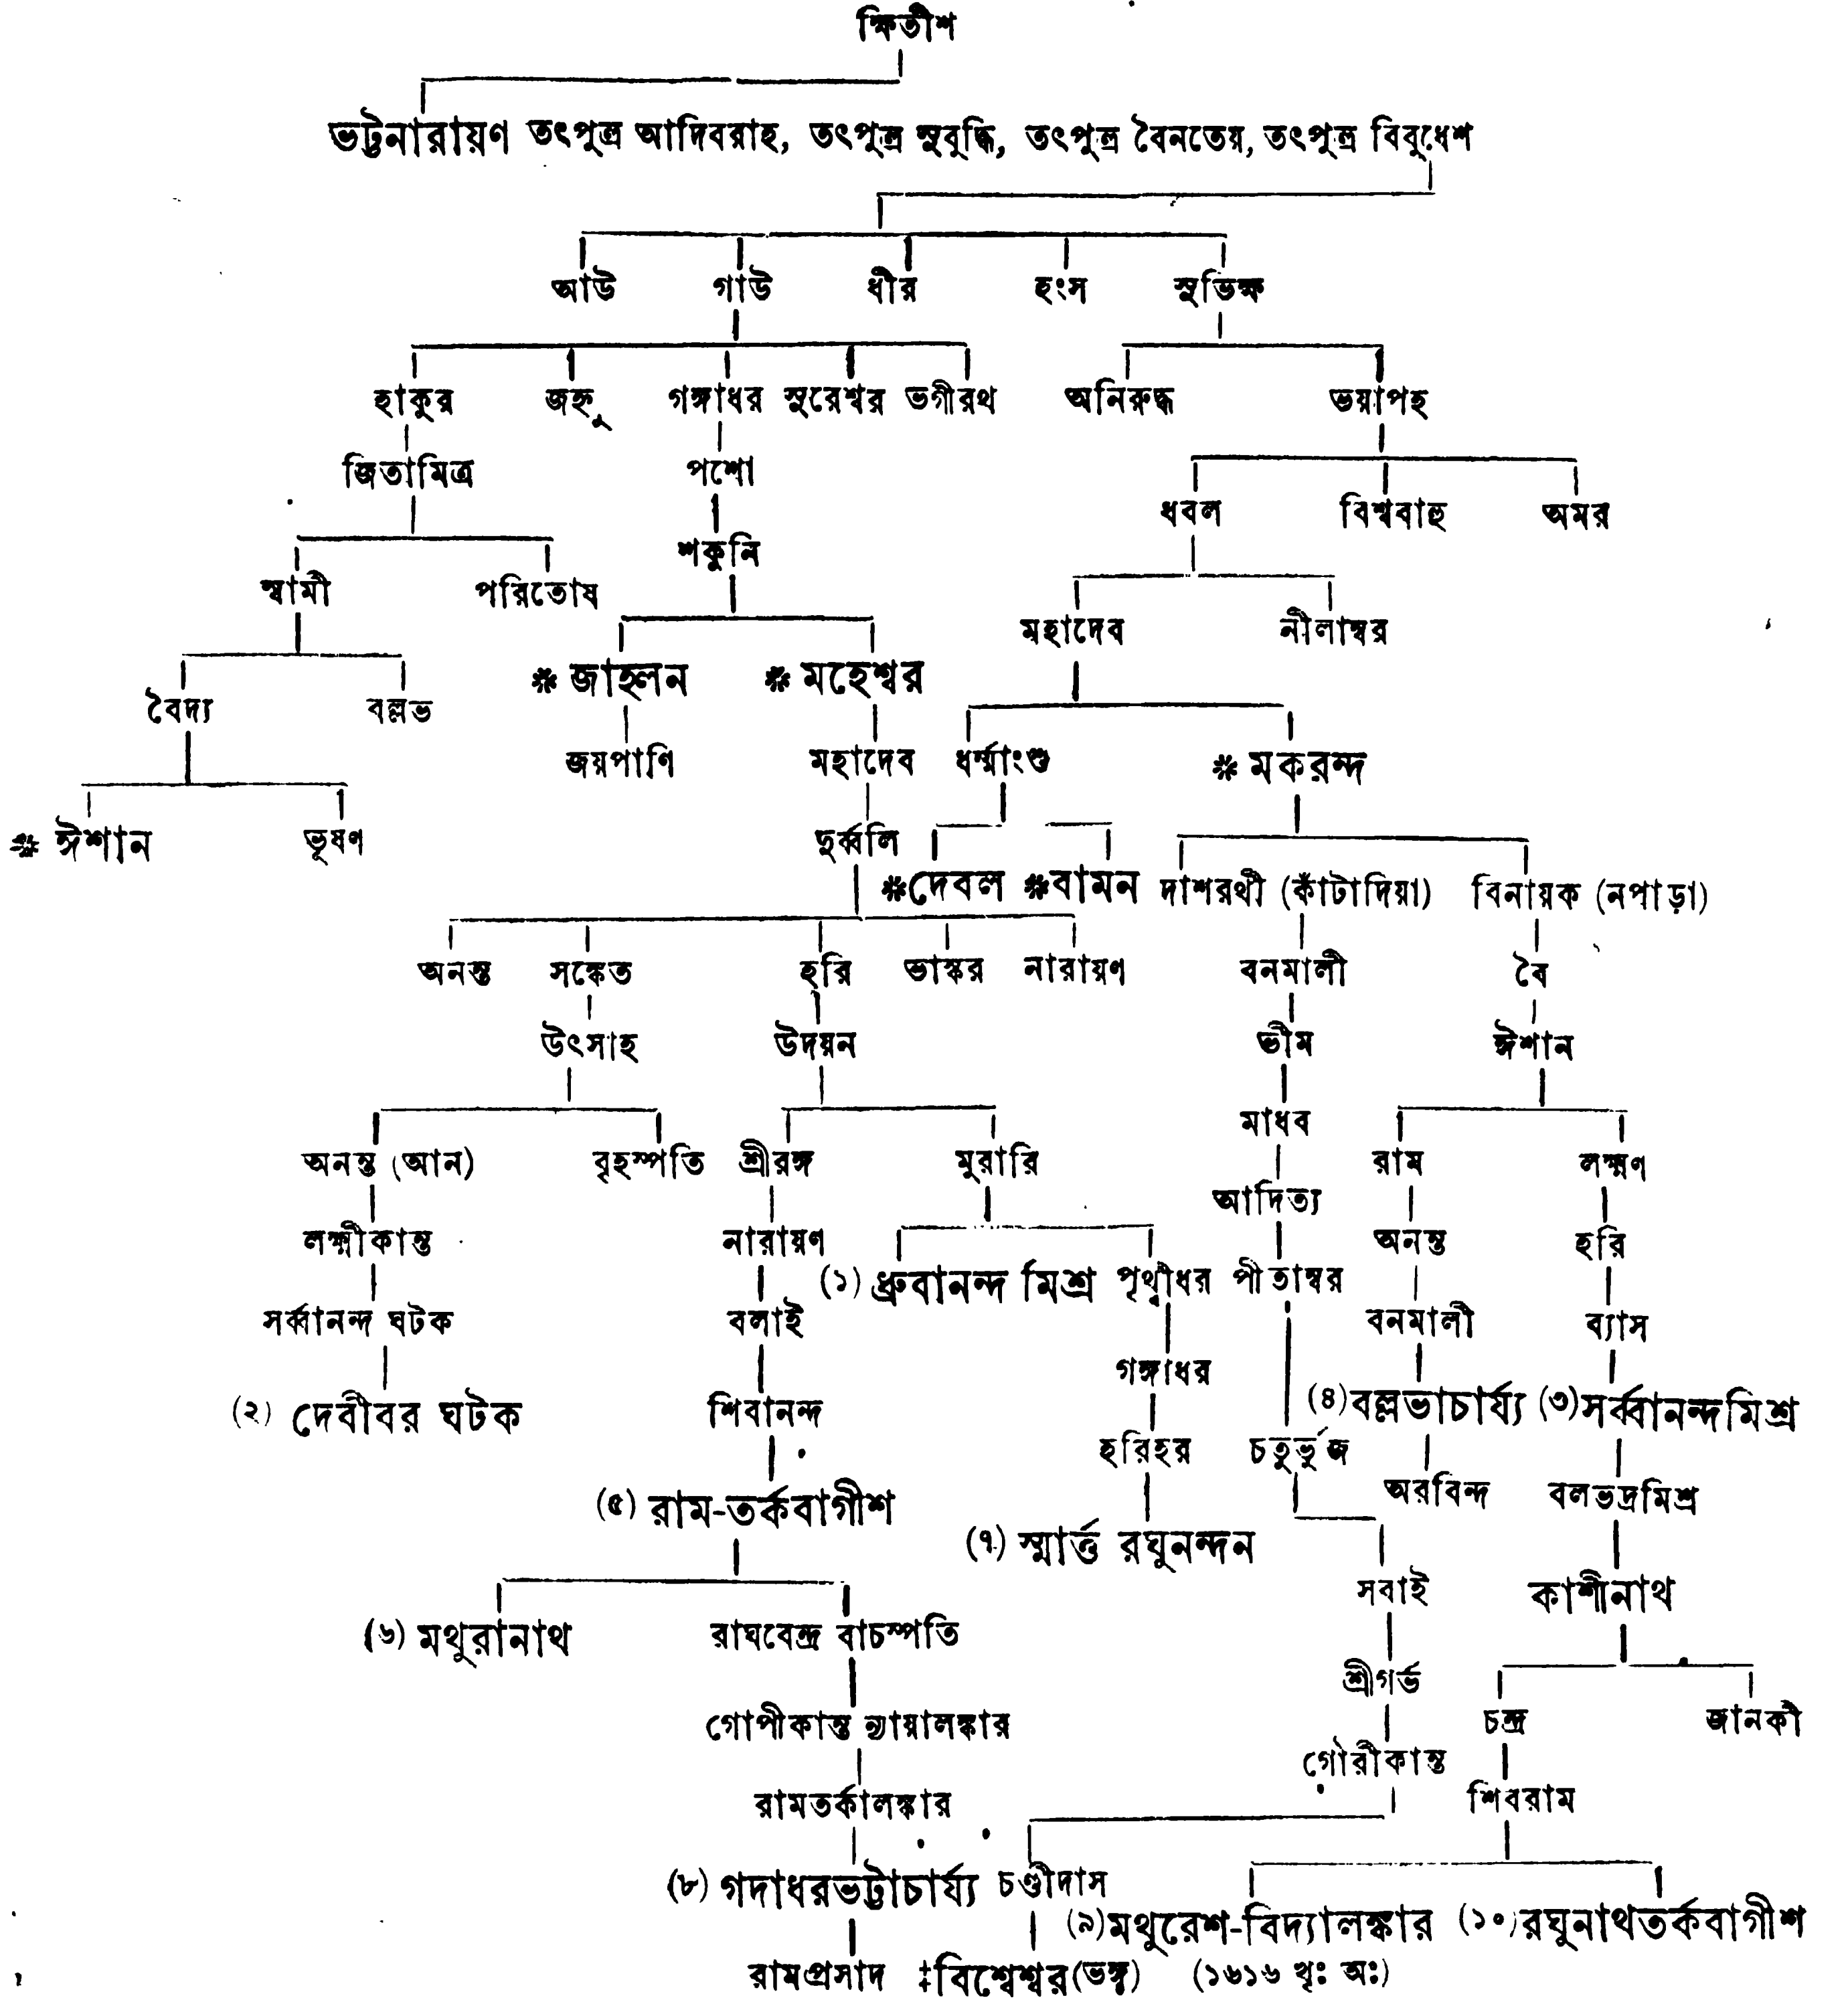 ক্ষিতীশ
ভট্টনারায়ণ তৎপুত্র আদিবরাহ, তৎপুত্র সুবুদ্ধি, তৎপুত্র বৈনতেয়, তৎপুত্র বিবুধেশ
আউ গাউ ধীর হংস সুভিক্ষ
হাকুর জহ্নু গঙ্গাধর সুরেশ্বর ভগীরথ অনিরুদ্ধ ভয়াপহ
জিতামিত্র পশো
ধবল বিশ্ববাহু অমর
শকুনি
স্বামী পরিতোষ
মহাদেব নীলাম্বর
* জাহ্লন * মহেশ্বর
বৈদ্য বল্লভ
জয়পাণি মহাদেব ধর্ম্মাংশু * মকরন্দ
* ঈশান ভূষণ দুর্ব্বলি
*দেবল *বামন দাশরথী (কাঁটাদিয়া) বিনায়ক (নপাড়া)
অনন্ত সঙ্কেত হরি ভাস্কর নারায়ণ বনমালী বৈ
উৎসাহ উদয়ন ভীম ঈশান
মাধব
অনন্ত (আন) বৃহস্পতি শ্রীরঙ্গ মুরারি রাম লক্ষ্মণ
আদিত্য
লক্ষ্মীকান্ত নারায়ণ অনন্ত হরি
(১) ধ্রুবানন্দ মিশ্র পৃথ্বীধর পীতাম্বর
সর্ব্বানন্দ ঘটক বলাই বনমালী ব্যাস
গঙ্গাধর
(২) দেবীবর ঘটক শিবানন্দ (৪) বল্লভাচার্য্য (৩) সর্ব্বানন্দমিশ্র
হরিহর চতুর্ভুজ
অরবিন্দ বলভদ্রমিশ্র
(৫) রাম-তর্কবাগীশ
(৭) স্মার্ত্ত রঘুনন্দন
সবাই কাশীনাথ
(৬) মথুরানাথ রাঘবেন্দ্র বাচস্পতি
শ্রীগর্ভ
গোপীকান্ত ন্যায়ালঙ্কার চন্দ্র জানকী
গৌরীকান্ত
রামতর্কালঙ্কার শিবরাম
(৮) গদাধরভট্টাচার্য্য চণ্ডীদাস
(৯) মথুরেশ-বিদ্যালঙ্কার (১০) রঘুনাথতর্কবাগীশ
রামপ্রসাদ ‡বিশ্বেশ্বর (ভঙ্গ) (১৬১৬ খৃঃ অঃ)